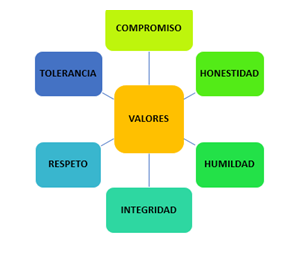 COMPROMISO
TOLERANCIA
HONESTIDAD
VALORES
RESPETO
HUMILDAD
INTEGRIDAD